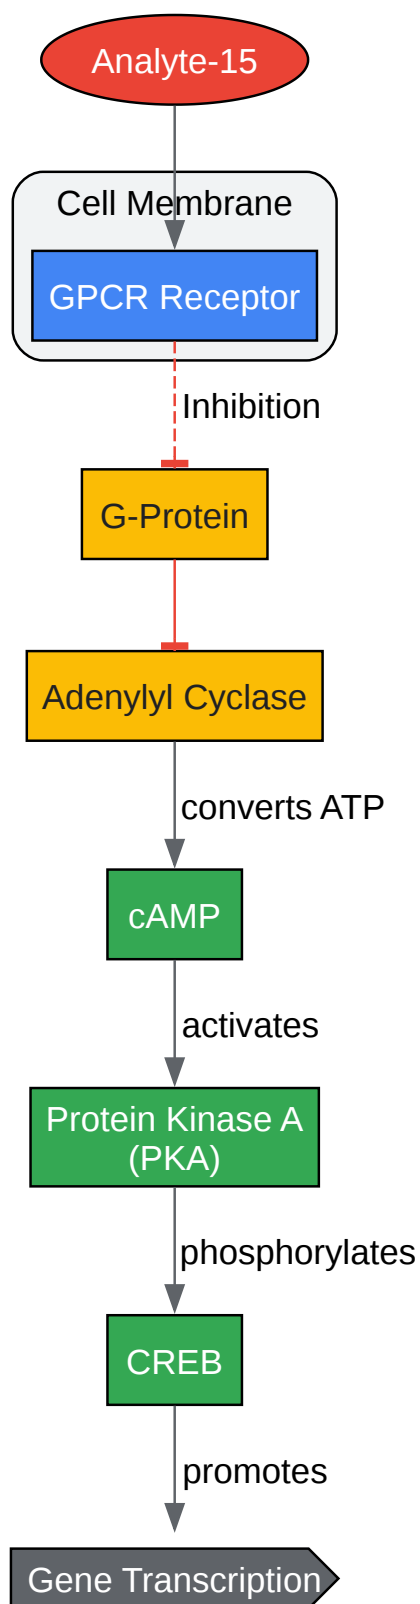 Analyte-15
Cell Membrane
GPCR Receptor
Inhibition
G-Protein
Adenylyl Cyclase
converts ATP
cAMP
activates
Protein Kinase A
(PKA)
phosphorylates
CREB
promotes
Gene Transcription